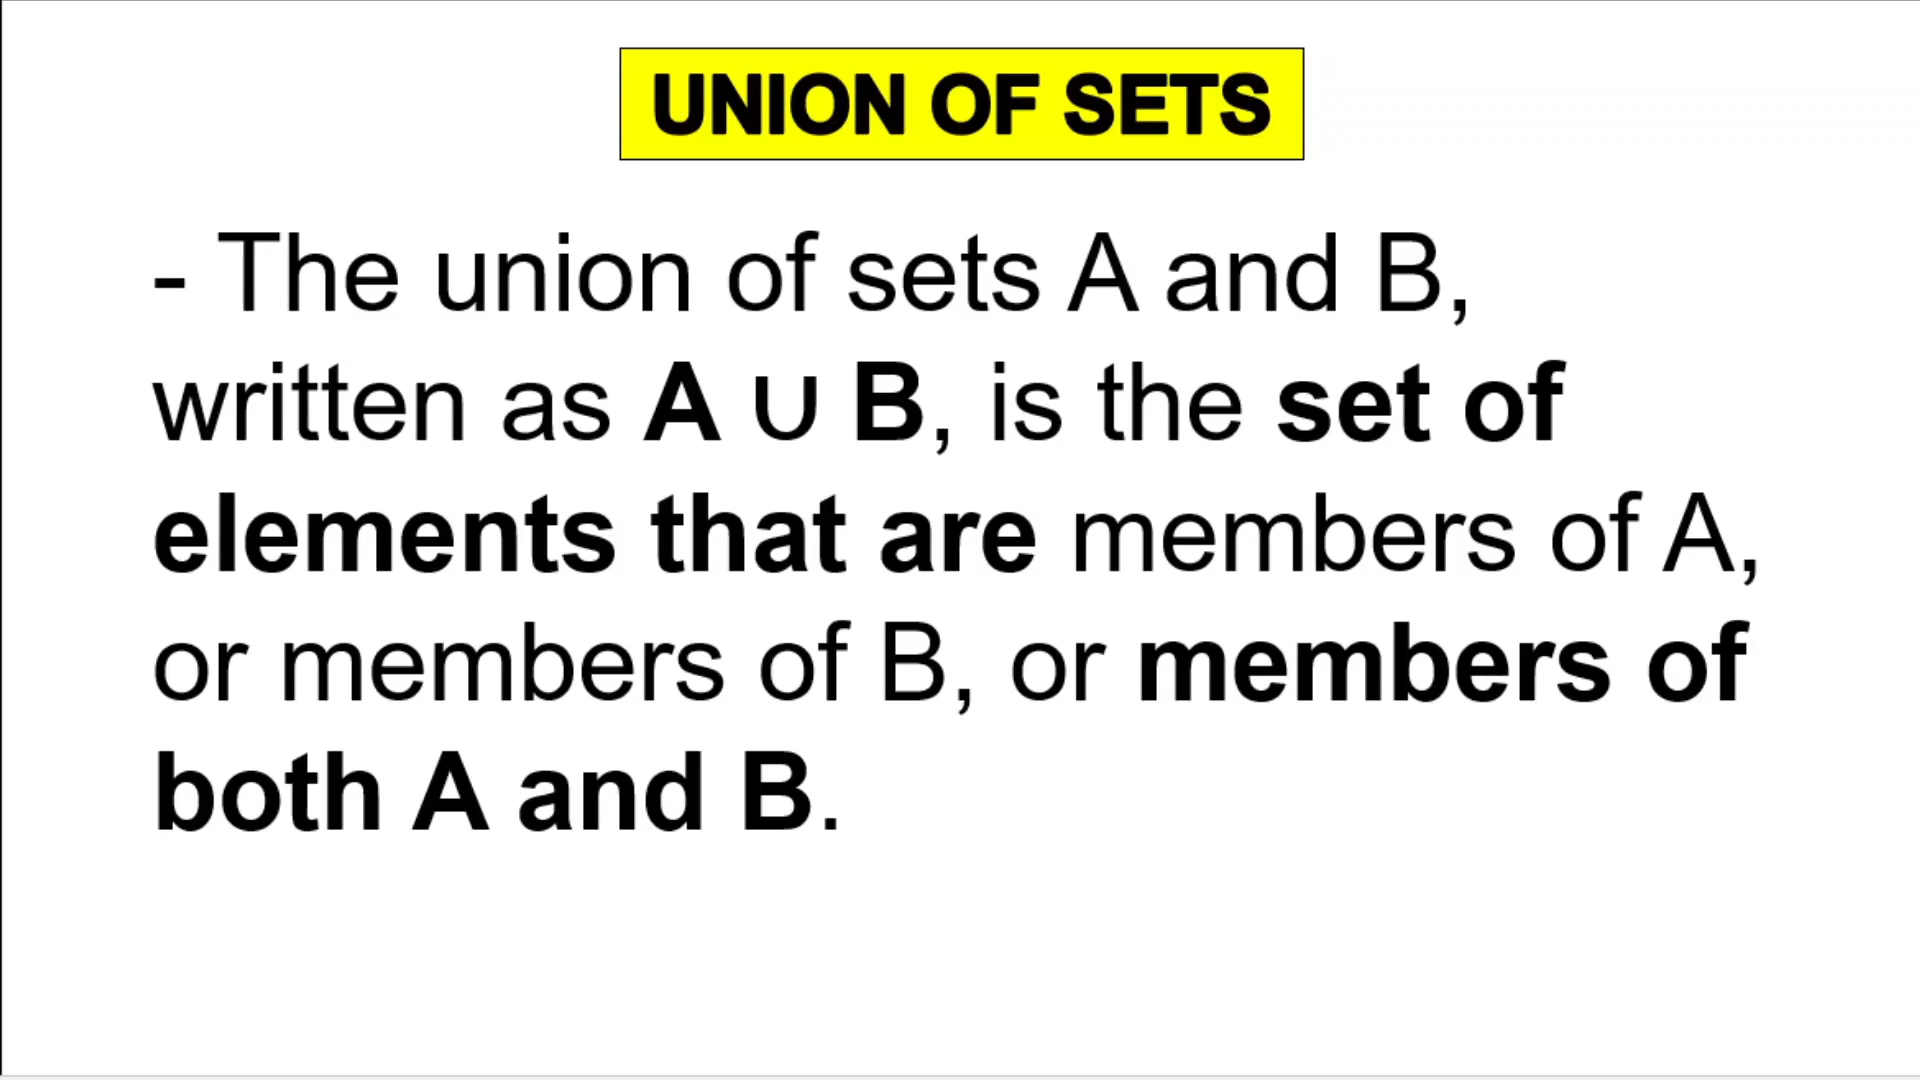 UNION OF SETS
- The union of sets A and B,
written as A ∪ B, is the set of
elements that are members of A,
or members of B, or members of
both A and B.